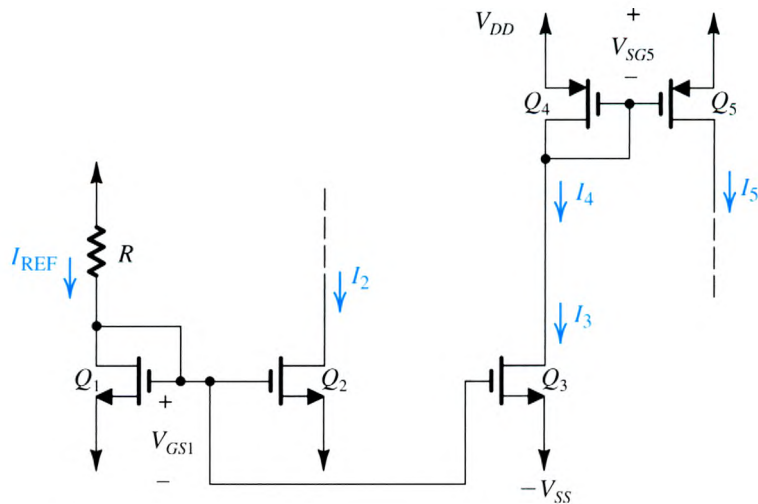 V_DD
+
V_SG5
−
Q_4
Q_5
I_4
I_5
I_REF
R
I_2
I_3
Q_1
Q_2
Q_3
+
V_GS1
−
−V_SS